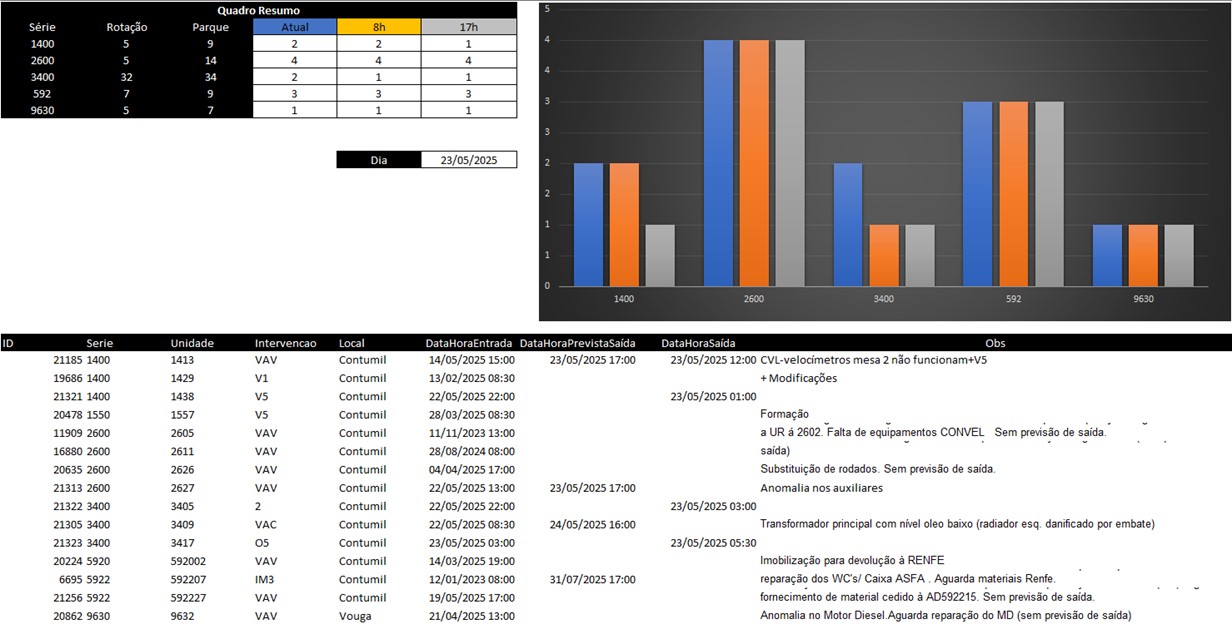 Quadro Resumo
Série Rotação Parque Atual 8h 17h
1400 5 9 2 2 1
2600 5 14 4 4 4
3400 32 34 2 1 1
592 7 9 3 3 3
9630 5 7 1 1 1
Dia 23/05/2025
5
4
4
3
3
2
2
1
1
0
1400 2600 3400 592 9630
ID Serie Unidade Intervencao Local DataHoraEntrada DataHoraPrevistaSaída DataHoraSaída Obs
21185 1400 1413 VAV Contumil 14/05/2025 15:00 23/05/2025 17:00 23/05/2025 12:00 CVL-velocímetros mesa 2 não funcionam+V5
19686 1400 1429 V1 Contumil 13/02/2025 08:30 + Modificações
21321 1400 1438 V5 Contumil 22/05/2025 22:00 23/05/2025 01:00
20478 1550 1557 V5 Contumil 28/03/2025 08:30 Formação
11909 2600 2605 VAV Contumil 11/11/2023 13:00 a UR á 2602. Falta de equipamentos CONVEL Sem previsão de saída.
16880 2600 2611 VAV Contumil 28/08/2024 08:00 saída)
20635 2600 2626 VAV Contumil 04/04/2025 17:00 Substituição de rodados. Sem previsão de saída.
21313 2600 2627 VAV Contumil 22/05/2025 13:00 23/05/2025 17:00 Anomalia nos auxiliares
21322 3400 3405 2 Contumil 22/05/2025 22:00 23/05/2025 03:00
21305 3400 3409 VAC Contumil 22/05/2025 08:30 24/05/2025 16:00 Transformador principal com nível oleo baixo (radiador esq. danificado por embate)
21323 3400 3417 O5 Contumil 23/05/2025 03:00 23/05/2025 05:30
20224 5920 592002 VAV Contumil 14/03/2025 19:00 Imobilização para devolução à RENFE
6695 5922 592207 IM3 Contumil 12/01/2023 08:00 31/07/2025 17:00 reparação dos WC's/ Caixa ASFA . Aguarda materiais Renfe.
21256 5922 592227 VAV Contumil 19/05/2025 17:00 fornecimento de material cedido à AD592215. Sem previsão de saída.
20862 9630 9632 VAV Vouga 21/04/2025 13:00 Anomalia no Motor Diesel.Aguarda reparação do MD (sem previsão de saída)